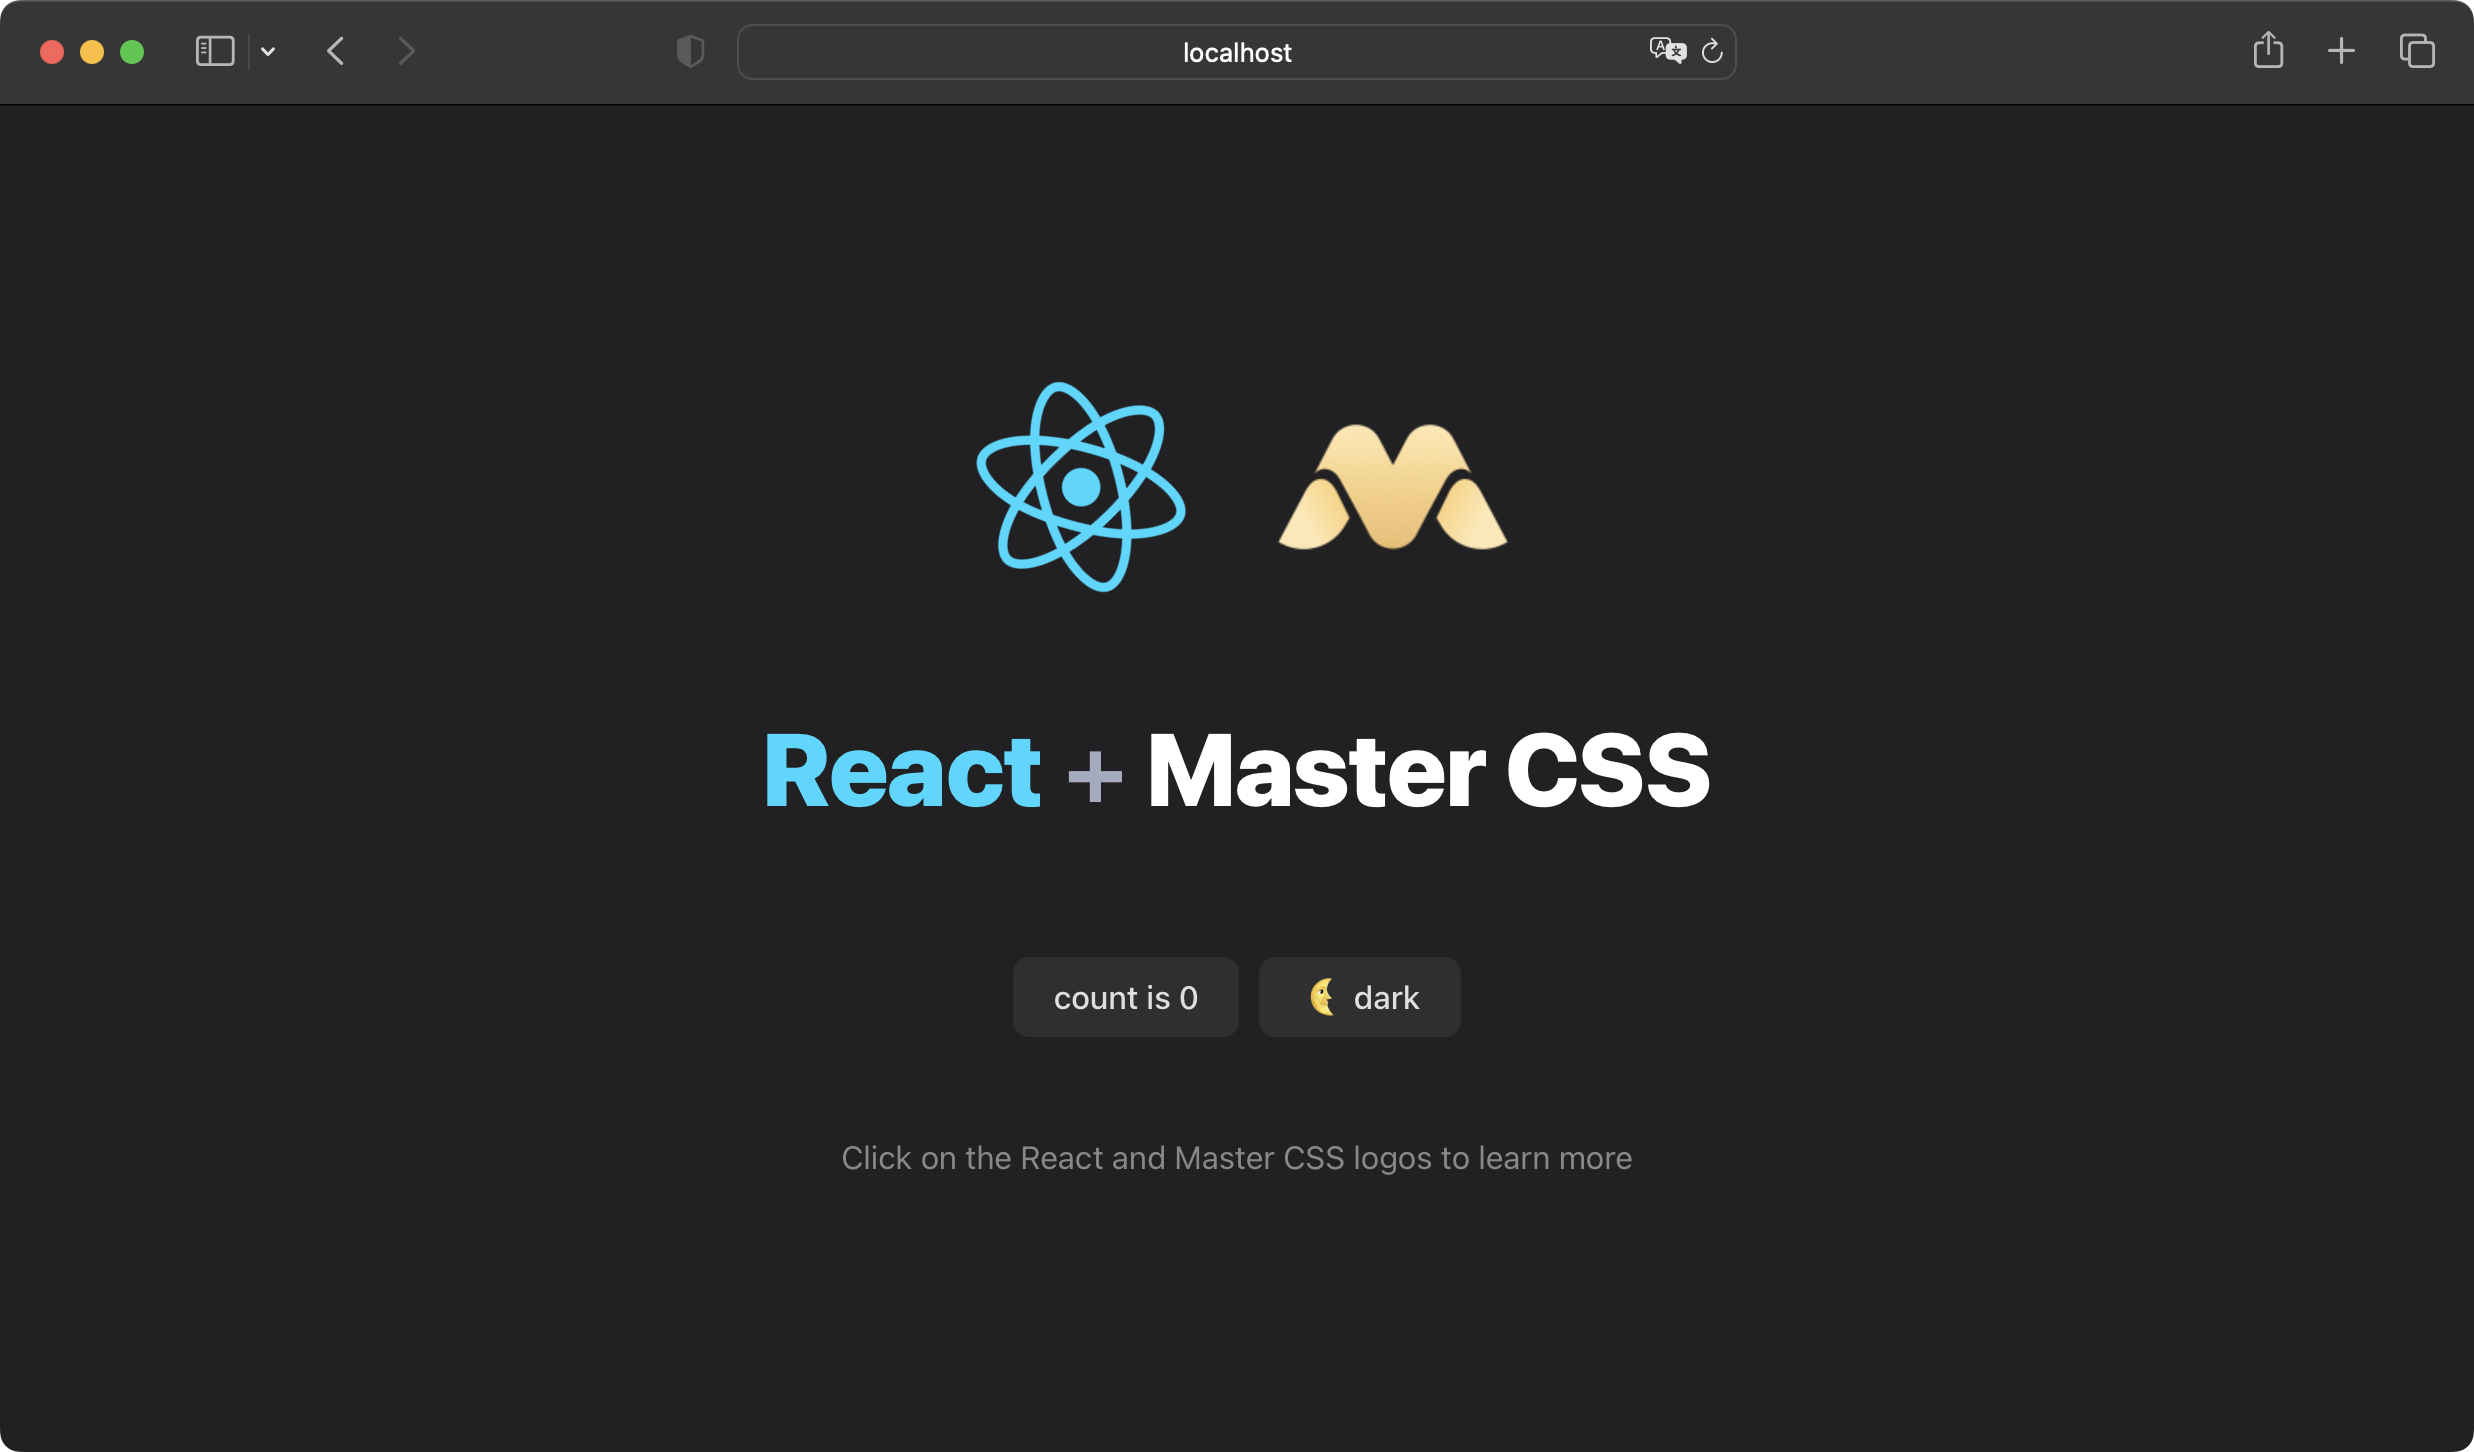 localhost
React + Master CSS
count is 0
🌜 dark
Click on the React and Master CSS logos to learn more